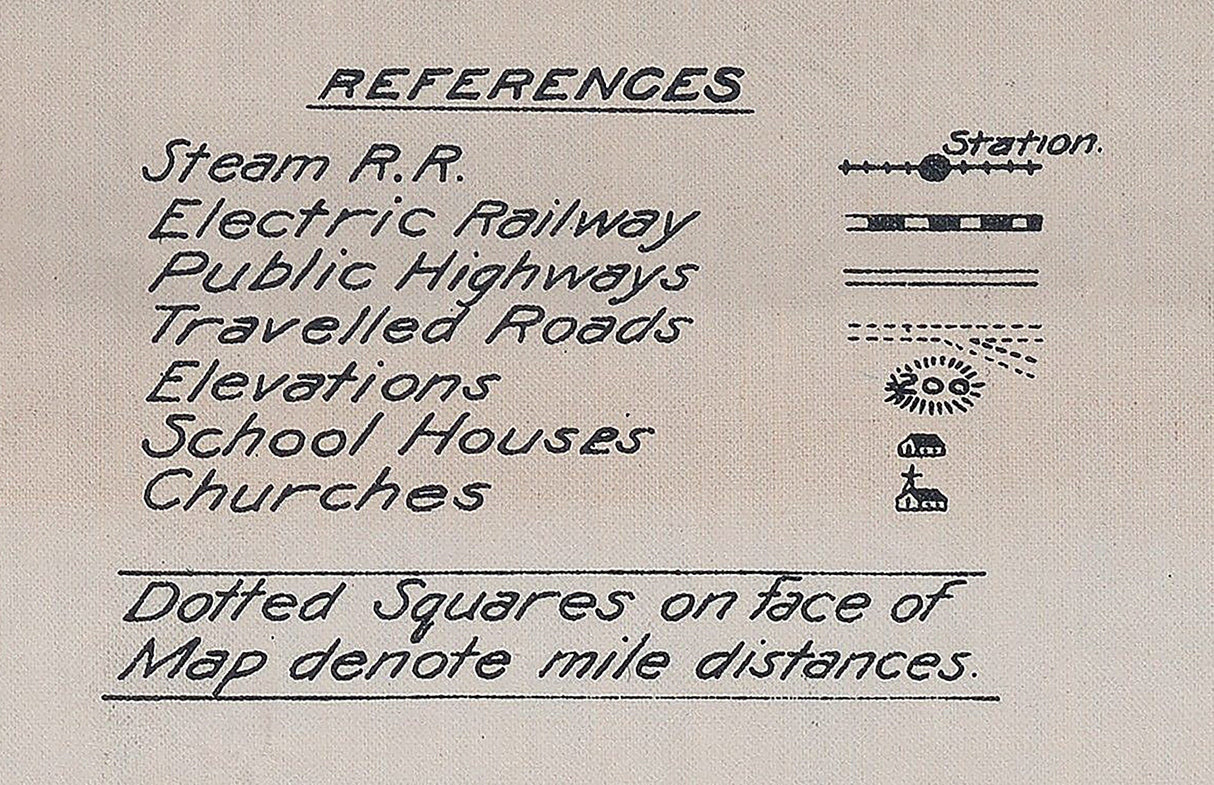 REFERENCES
Steam R.R. Station.
Electric Railway
Public Highways
Travelled Roads
Elevations 200
School Houses
Churches
Dotted Squares on face of
Map denote mile distances.